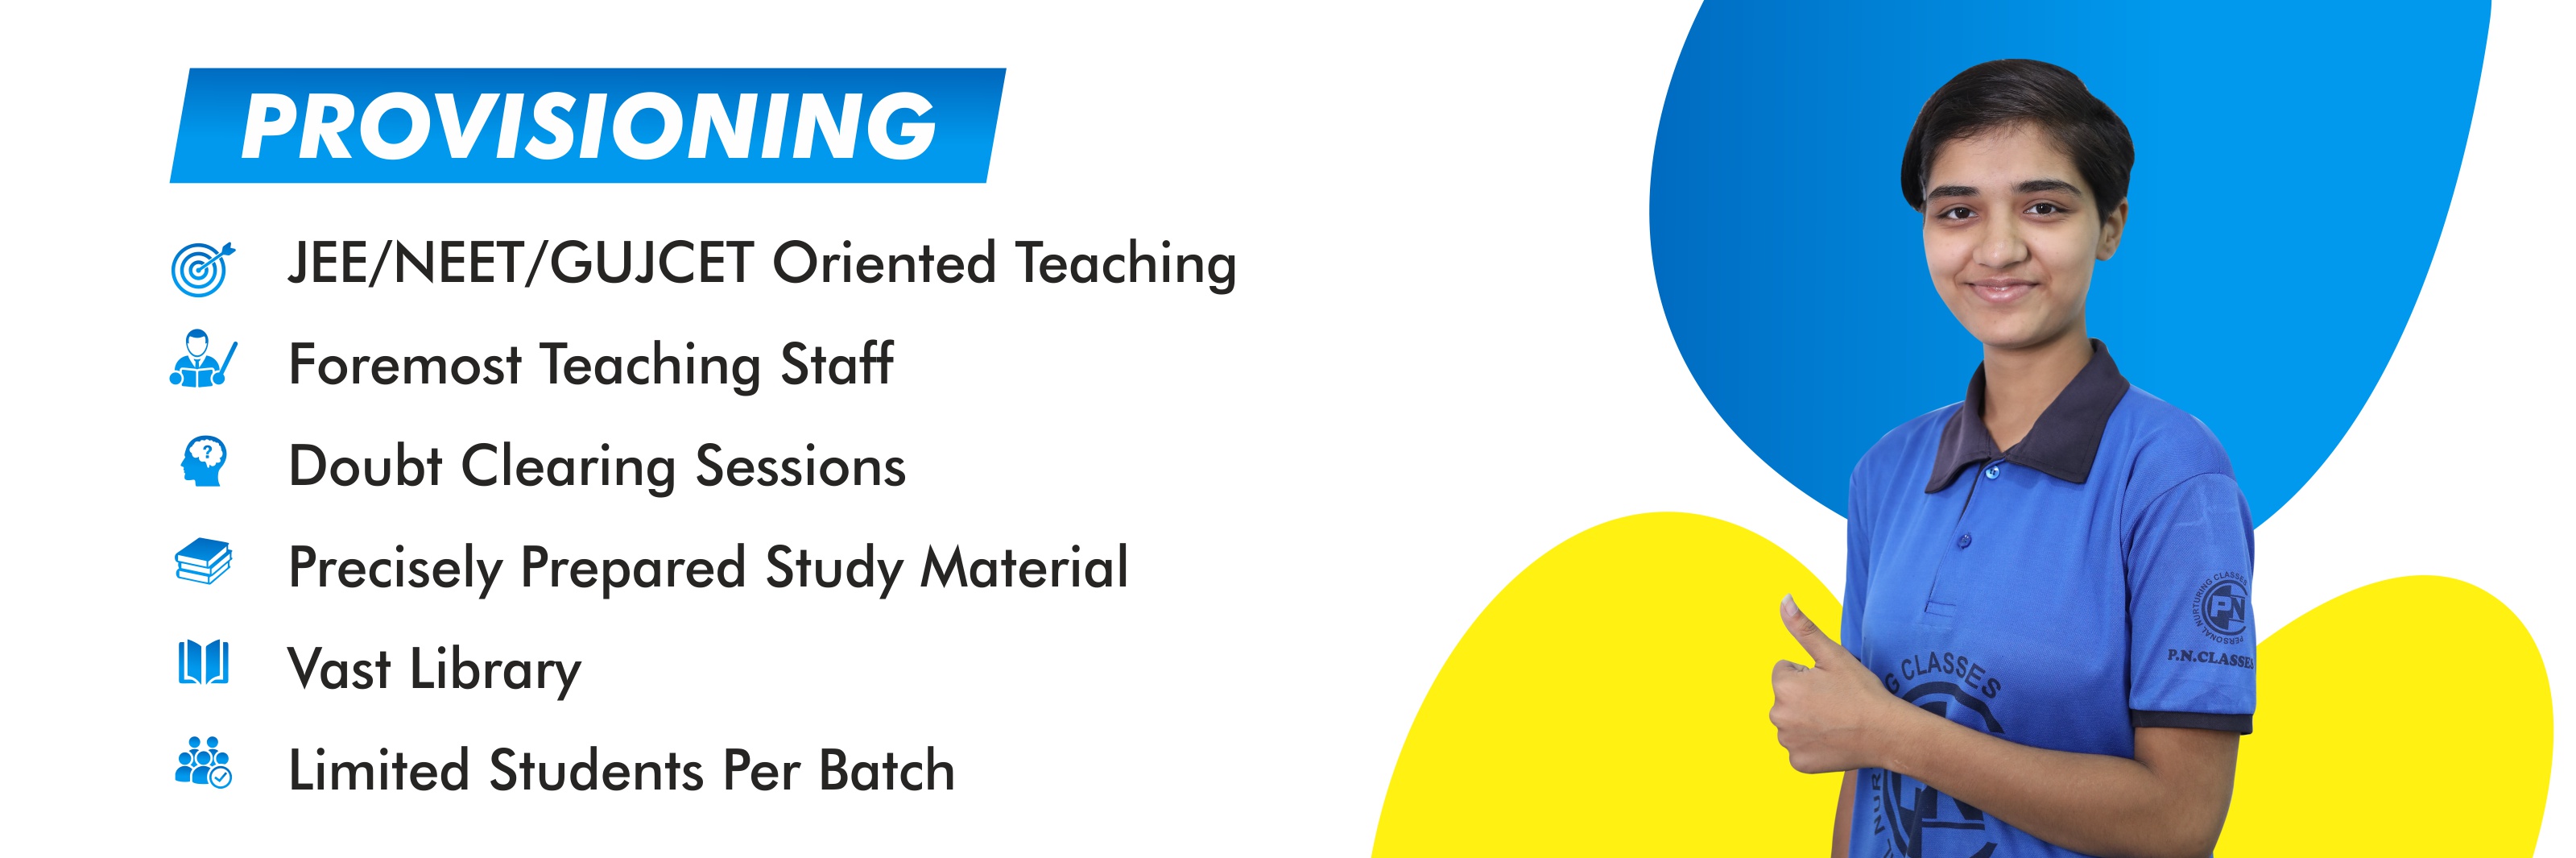 PROVISIONING
JEE/NEET/GUJCET Oriented Teaching
Foremost Teaching Staff
Doubt Clearing Sessions
Precisely Prepared Study Material
Vast Library
Limited Students Per Batch
PERSONAL NURTURING CLASSES
PN
P.N.CLASSES
G CLASSES